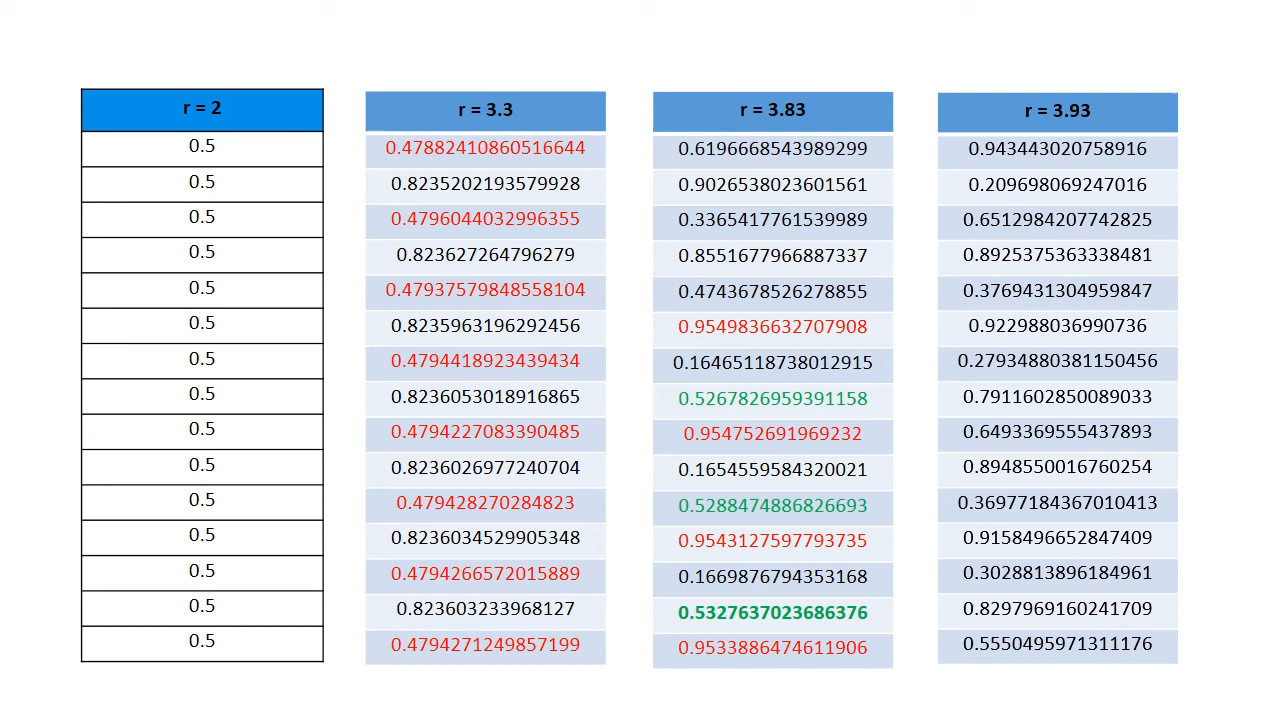 r = 2 r = 3.3 r = 3.83 r = 3.93
0.5 0.47882410860516644 0.6196668543989299 0.943443020758916
0.5 0.8235202193579928 0.9026538023601561 0.209698069247016
0.5 0.4796044032996355 0.3365417761539989 0.6512984207742825
0.5 0.823627264796279 0.8551677966887337 0.8925375363338481
0.5 0.47937579848558104 0.4743678526278855 0.3769431304959847
0.5 0.8235963196292456 0.9549836632707908 0.922988036990736
0.5 0.4794418923439434 0.16465118738012915 0.27934880381150456
0.5 0.8236053018916865 0.5267826959391158 0.7911602850089033
0.5 0.4794227083390485 0.954752691969232 0.6493369555437893
0.5 0.8236026977240704 0.1654559584320021 0.8948550016760254
0.5 0.479428270284823 0.5288474886826693 0.36977184367010413
0.5 0.8236034529905348 0.9543127597793735 0.9158496652847409
0.5 0.4794266572015889 0.1669876794353168 0.3028813896184961
0.5 0.823603233968127 0.5327637023686376 0.8297969160241709
0.5 0.4794271249857199 0.9533886474611906 0.5550495971311176